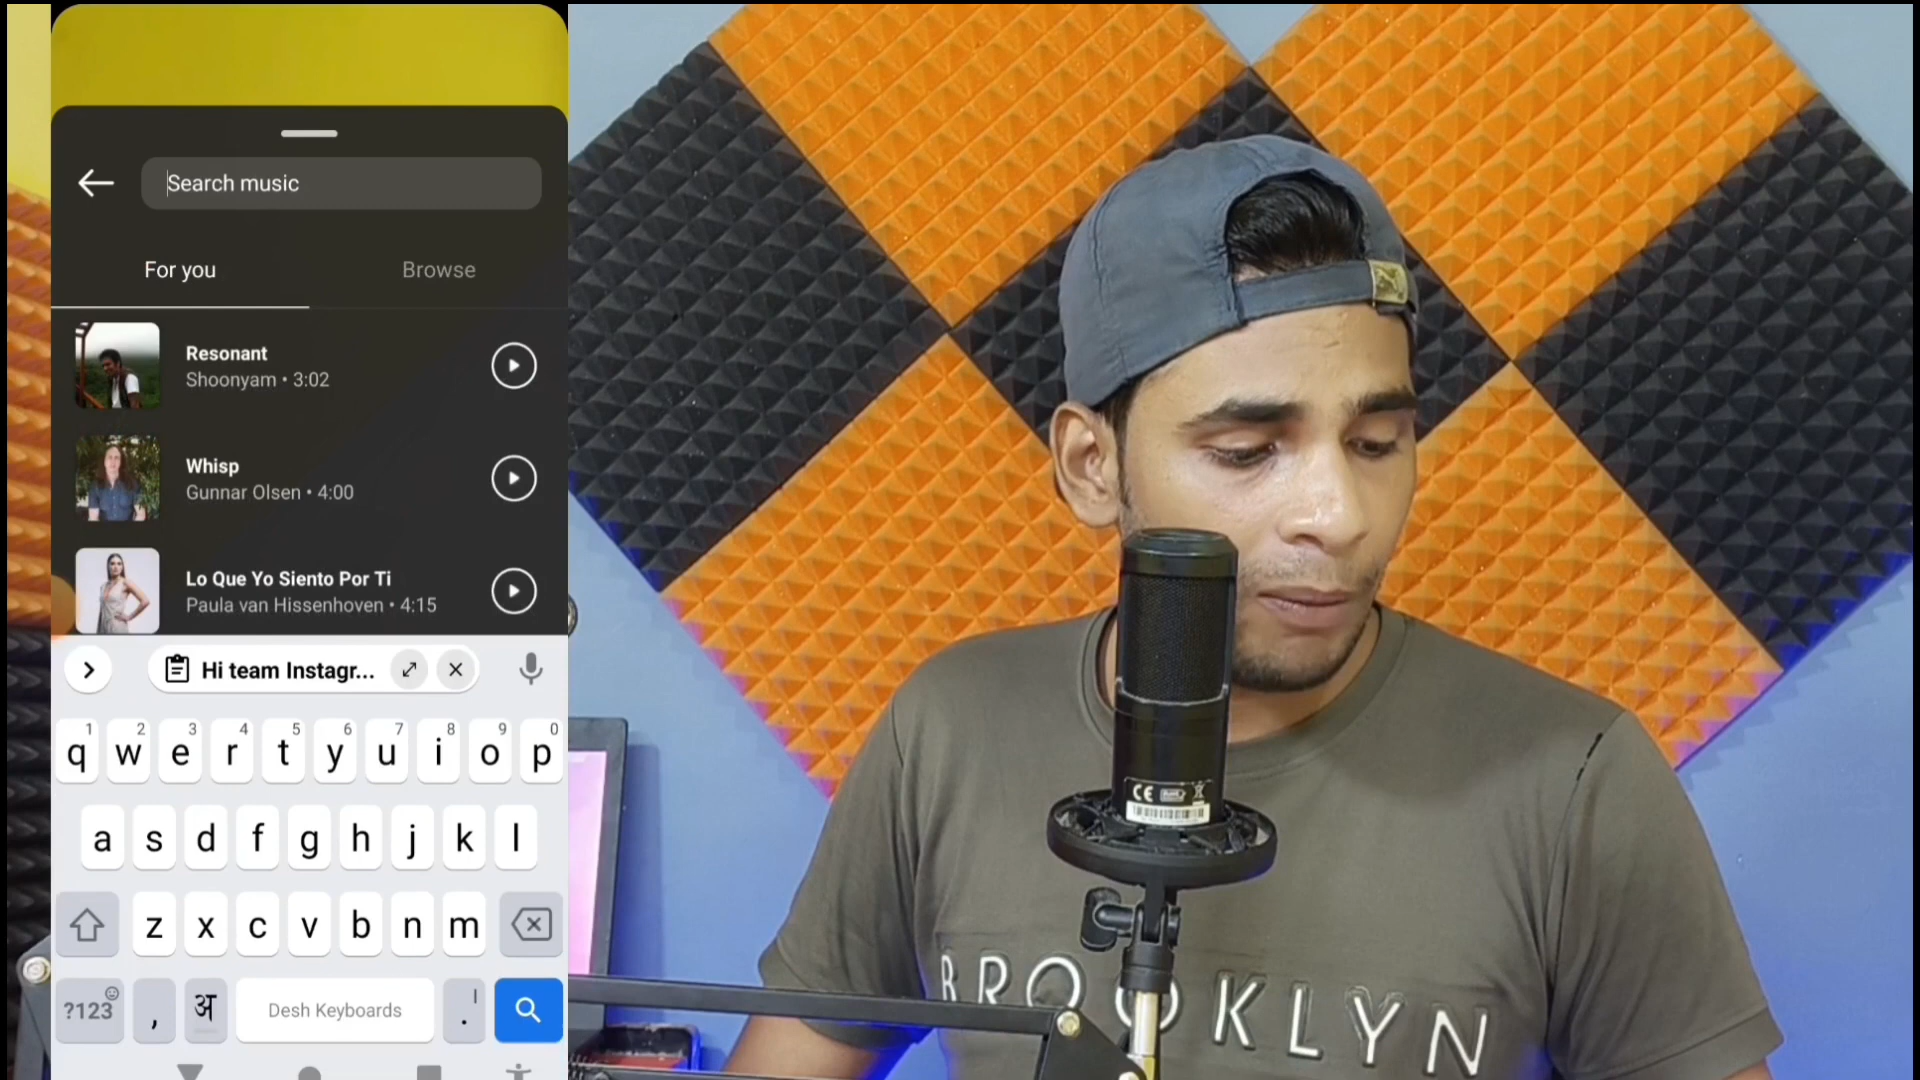 Search music
For you
Browse
Resonant
Shoonyam • 3:02
Whisp
Gunnar Olsen • 4:00
Lo Que Yo Siento Por Ti
Paula van Hissenhoven • 4:15
Hi team Instagr...
1 2 3 4 5 6 7 8 9 0
q w e r t y u i o p
a s d f g h j k l
z x c v b n m
?123 , अ Desh Keyboards . |
CE
BROOKLYN